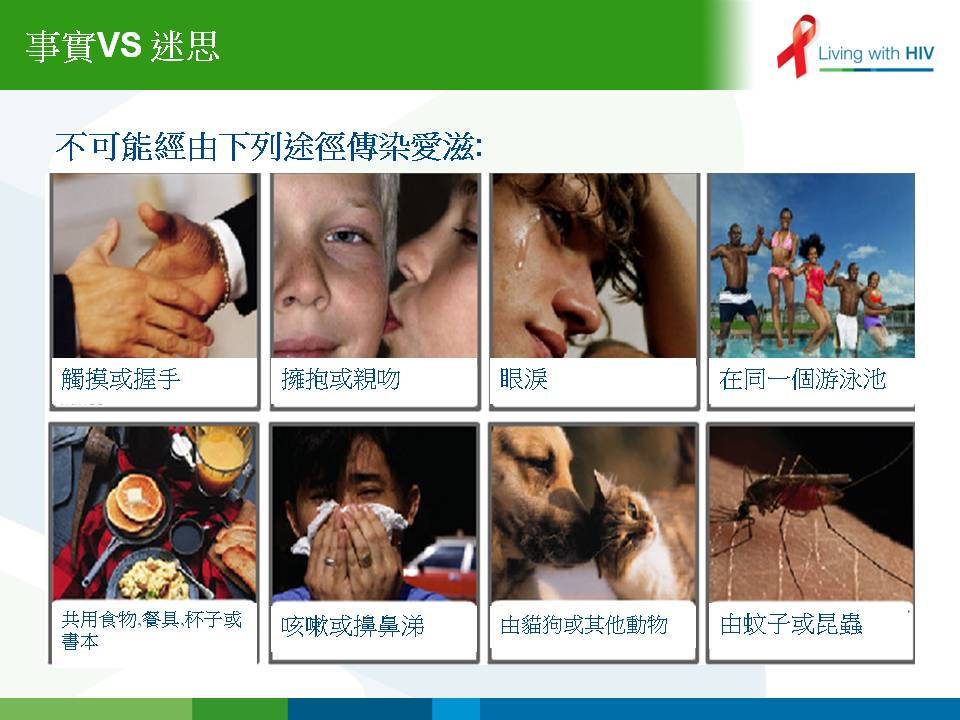 事實VS 迷思
Living with HIV
不可能經由下列途徑傳染愛滋:
觸摸或握手
擁抱或親吻
眼淚
在同一個游泳池
共用食物,餐具,杯子或
書本
咳嗽或擤鼻涕
由貓狗或其他動物
由蚊子或昆蟲